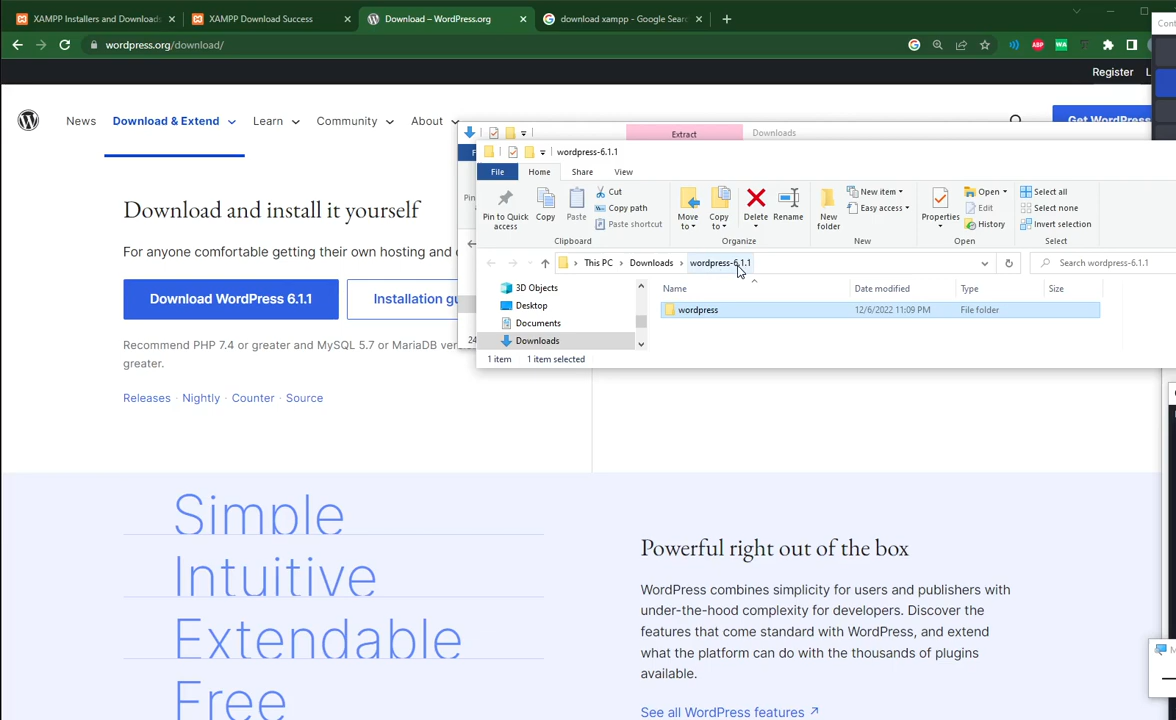 XAMPP Installers and Downloads
XAMPP Download Success
Download – WordPress.org
download xampp - Google Sear
wordpress.org/download/
ABP
WA
Register
News
Download & Extend
Learn
Community
About
Get WordPress
Extract
Downloads
wordpress-6.1.1
File
Home
Share
View
Pin to Quick access
Copy
Paste
Cut
Copy path
Paste shortcut
Move to
Copy to
Delete
Rename
New folder
New item
Easy access
Properties
Open
Edit
History
Select all
Select none
Invert selection
Clipboard
Organize
New
Open
Select
This PC > Downloads > wordpress-6.1.1
Search wordpress-6.1.1
3D Objects
Desktop
Documents
Downloads
Name
Date modified
Type
Size
wordpress
12/6/2022 11:09 PM
File folder
1 item
1 item selected
Download and install it yourself
For anyone comfortable getting their own hosting and
Download WordPress 6.1.1
Installation gu
Recommend PHP 7.4 or greater and MySQL 5.7 or MariaDB
greater.
Releases · Nightly · Counter · Source
Simple
Intuitive
Extendable
Free
Powerful right out of the box
WordPress combines simplicity for users and publishers with
under-the-hood complexity for developers. Discover the
features that come standard with WordPress, and extend
what the platform can do with the thousands of plugins
available.
See all WordPress features ↗